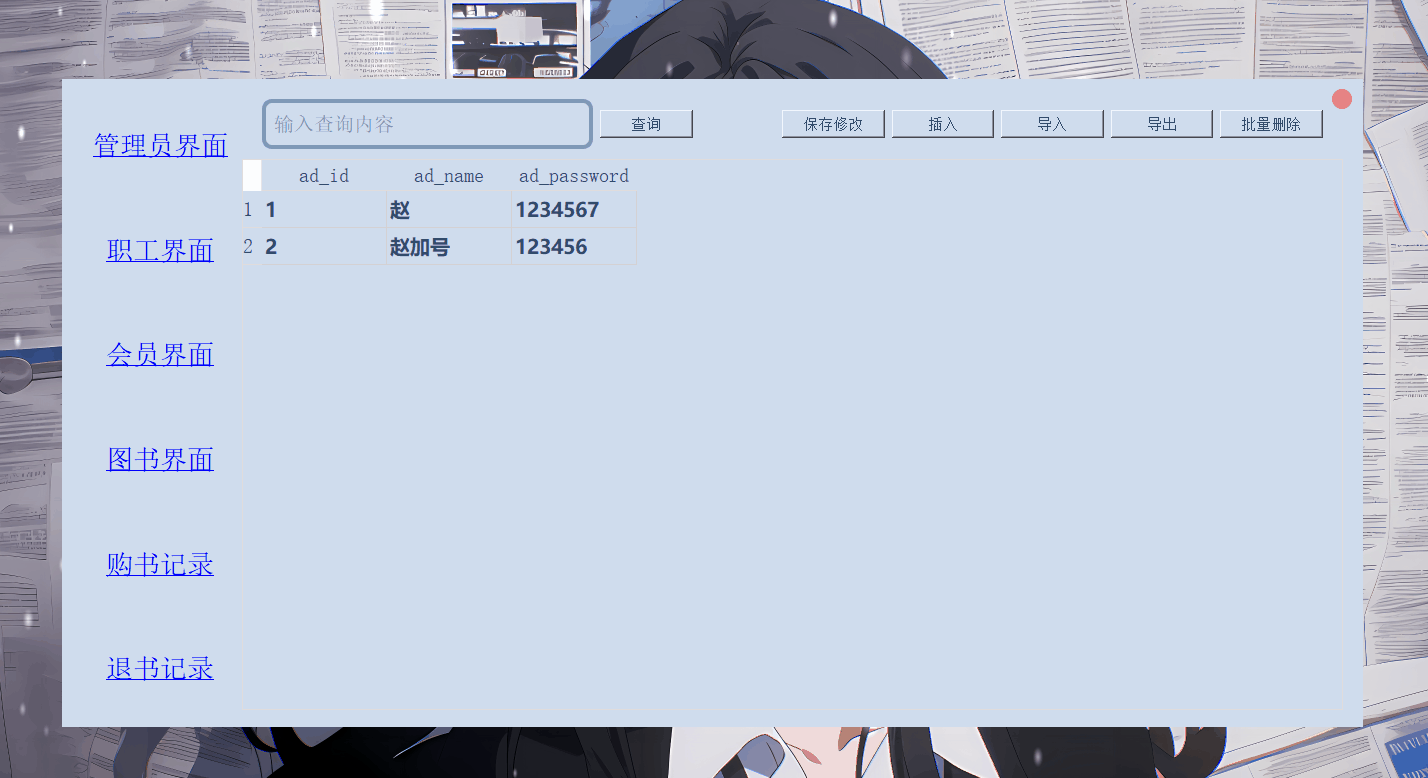 输入查询内容 查询 保存修改 插入 导入 导出 批量删除
管理员界面
职工界面
会员界面
图书界面
购书记录
退书记录
ad_id ad_name ad_password
1 1 赵 1234567
2 2 赵加号 123456